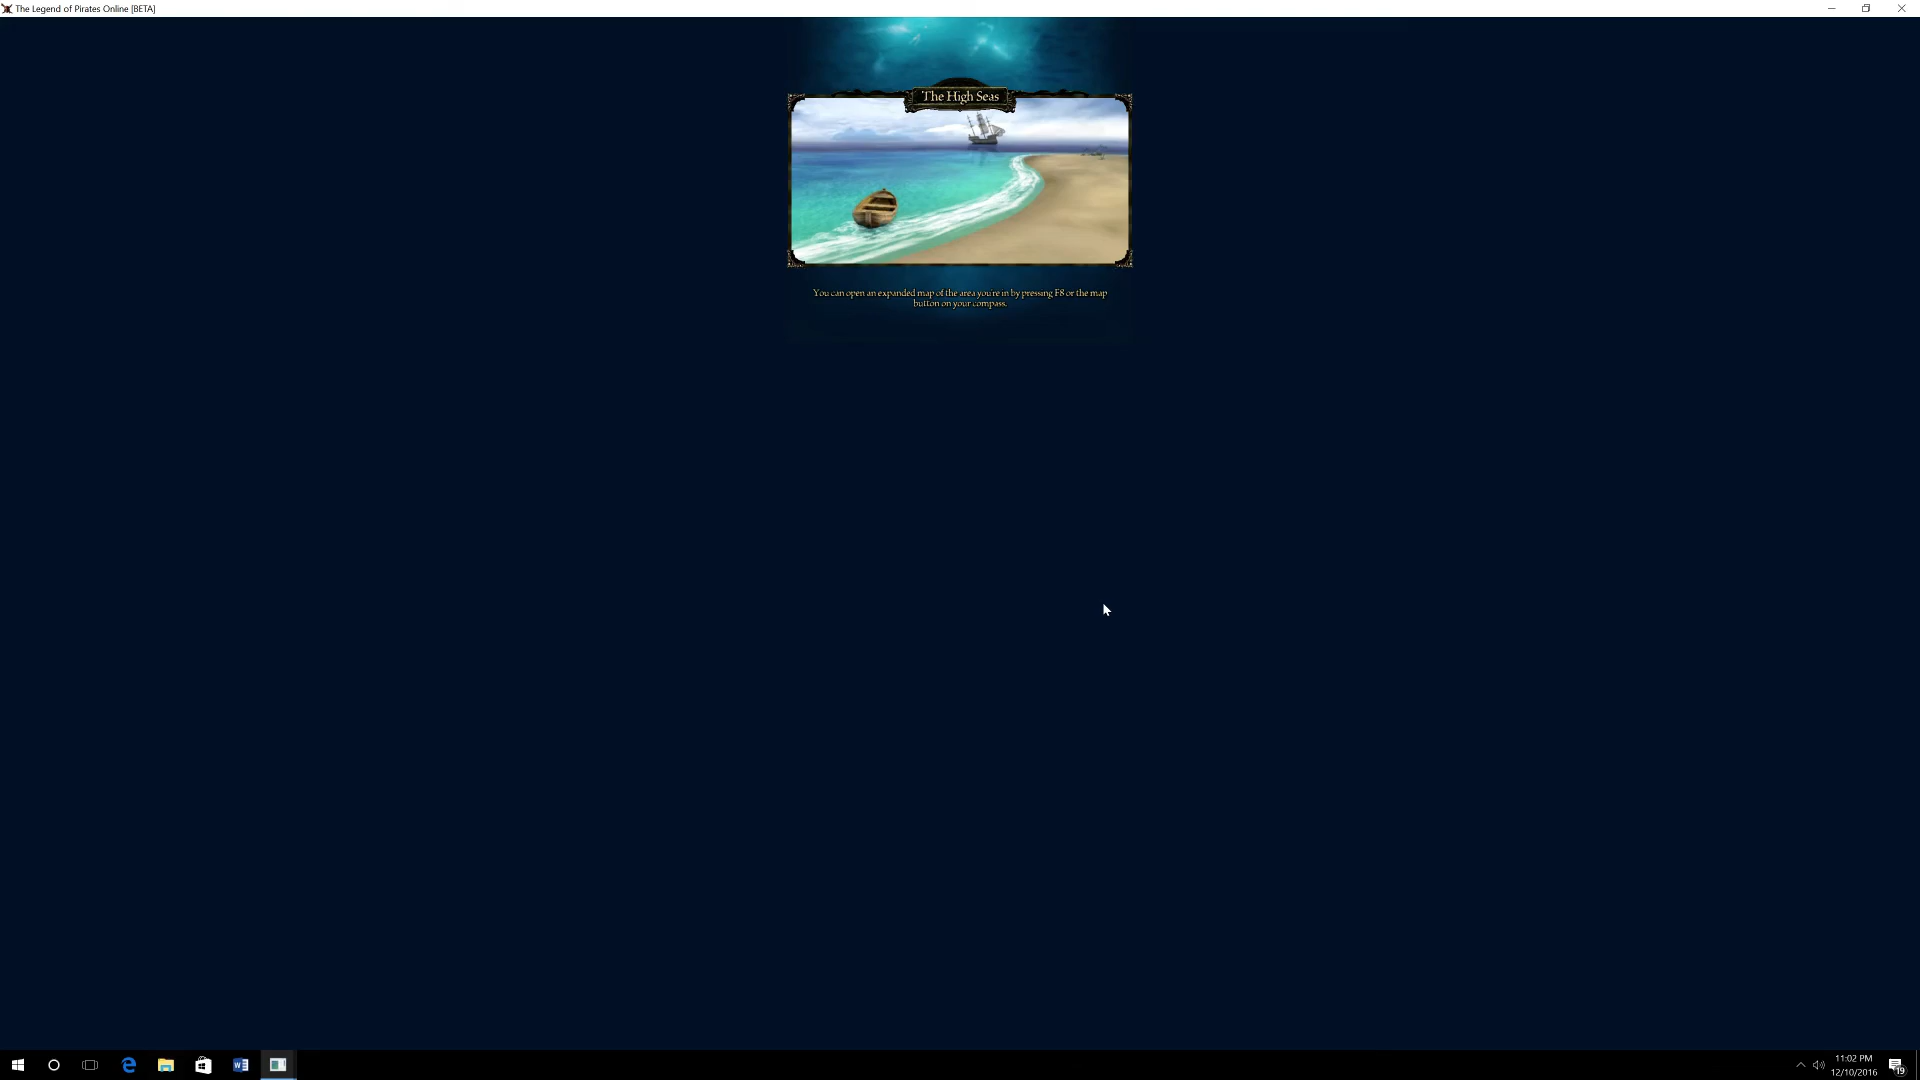 The Legend of Pirates Online [BETA]
The High Seas
You can open an expanded map of the area you're in by pressing F8 or the map
button on your compass.
11:02 PM
12/10/2016
19